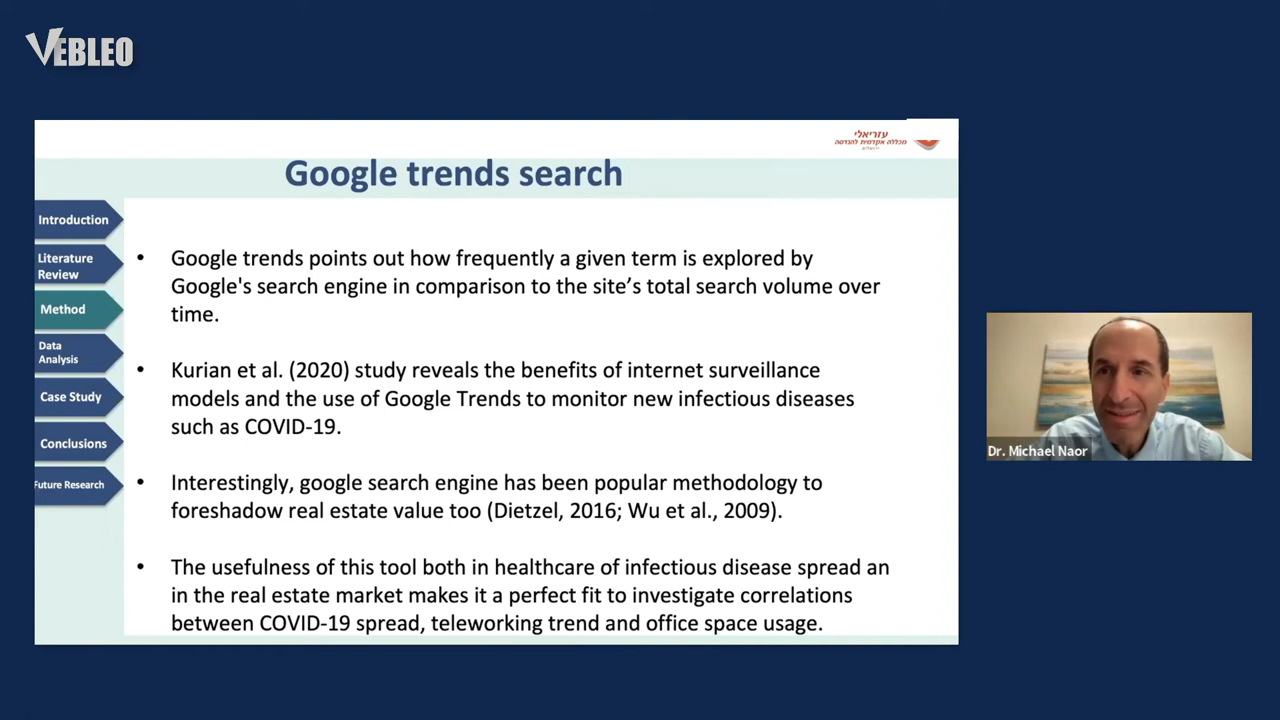 VEBLEO
עזריאלי
מכללה אקדמית להנדסה
ירושלים
Google trends search
Introduction
Literature
Review
Method
Data
Analysis
Case Study
Conclusions
Future Research
• Google trends points out how frequently a given term is explored by
Google's search engine in comparison to the site’s total search volume over
time.
• Kurian et al. (2020) study reveals the benefits of internet surveillance
models and the use of Google Trends to monitor new infectious diseases
such as COVID-19.
• Interestingly, google search engine has been popular methodology to
foreshadow real estate value too (Dietzel, 2016; Wu et al., 2009).
• The usefulness of this tool both in healthcare of infectious disease spread an
in the real estate market makes it a perfect fit to investigate correlations
between COVID-19 spread, teleworking trend and office space usage.
Dr. Michael Naor